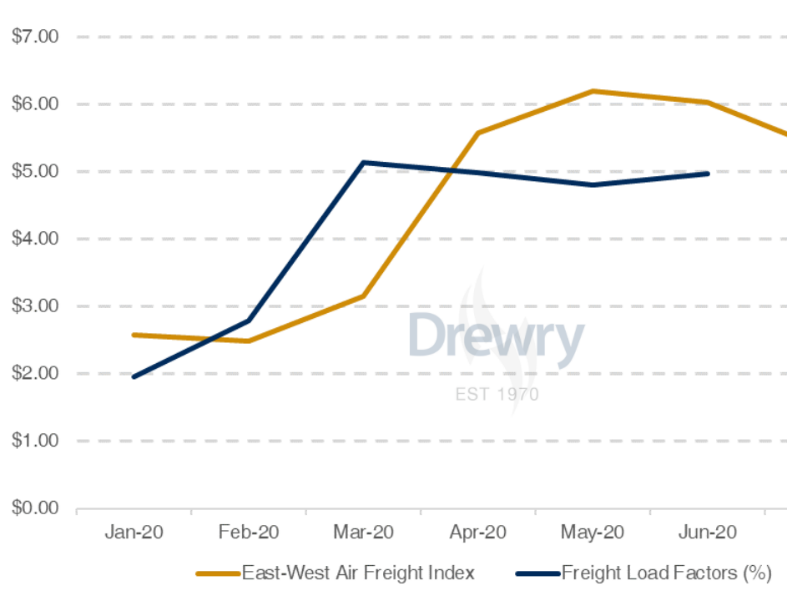 $7.00
$6.00
$5.00
$4.00
$3.00
Drewry
$2.00
EST 1970
$1.00
$0.00
Jan-20 Feb-20 Mar-20 Apr-20 May-20 Jun-20
East-West Air Freight Index Freight Load Factors (%)